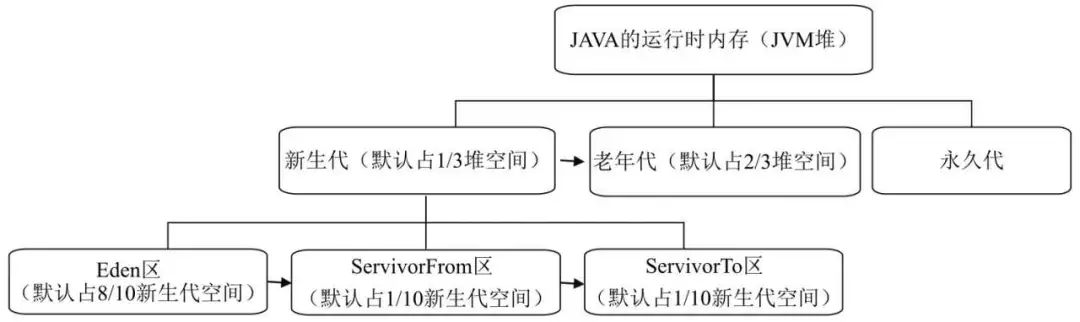 JAVA的运行时内存（JVM堆）
新生代（默认占1/3堆空间）
老年代（默认占2/3堆空间）
永久代
Eden区
（默认占8/10新生代空间）
ServivorFrom区
（默认占1/10新生代空间）
ServivorTo区
（默认占1/10新生代空间）